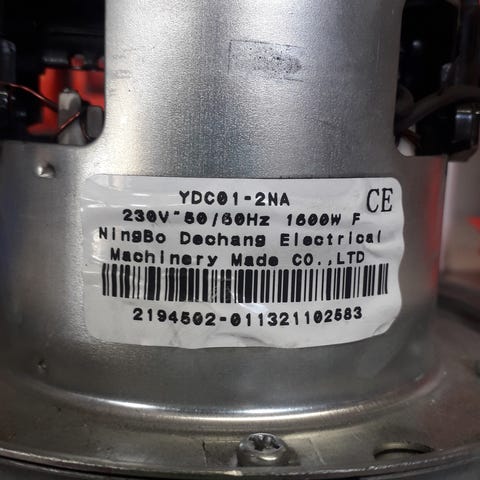 YDC01-2NA
CE
230V~50/60Hz 1600W F
NingBo Dechang Electrical
Machinery Made CO.,LTD
2194502-011321102583